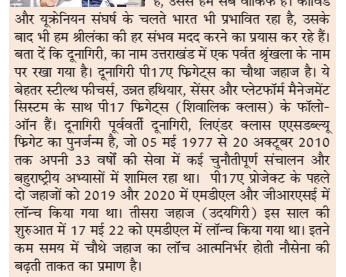 है, उससे हम सब वाकिफ हैं। कोविड
और यूक्रेनियन संघर्ष के चलते भारत भी प्रभावित रहा है, उसके
बाद भी हम श्रीलंका की हर संभव मदद करने का प्रयास कर रहे हैं।
बता दें कि दूनागिरी, का नाम उत्तराखंड में एक पर्वत श्रृंखला के नाम
पर रखा गया है। दूनागिरी पी17ए फ्रिगेट्स का चौथा जहाज है। ये
बेहतर स्टील्थ फीचर्स, उन्नत हथियार, सेंसर और प्लेटफॉर्म मैनेजमेंट
सिस्टम के साथ पी17 फ्रिगेट्स (शिवालिक क्लास) के फॉलो-
ऑन हैं। दूनागिरी पूर्ववर्ती दूनागिरी, लिएंडर क्लास एएसडब्ल्यू
फ्रिगेट का पुनर्जन्म है, जो 05 मई 1977 से 20 अक्टूबर 2010
तक अपनी 33 वर्षों की सेवा में कई चुनौतीपूर्ण संचालन और
बहुराष्ट्रीय अभ्यासों में शामिल रहा था। पी17ए प्रोजेक्ट के पहले
दो जहाजों को 2019 और 2020 में एमडीएल और जीआरएसई में
लॉन्च किया गया था। तीसरा जहाज (उदयगिरी) इस साल की
शुरुआत में 17 मई 22 को एमडीएल में लॉन्च किया गया था। इतने
कम समय में चौथे जहाज का लॉच आत्मनिर्भर होती नौसेना की
बढ़ती ताकत का प्रमाण है।